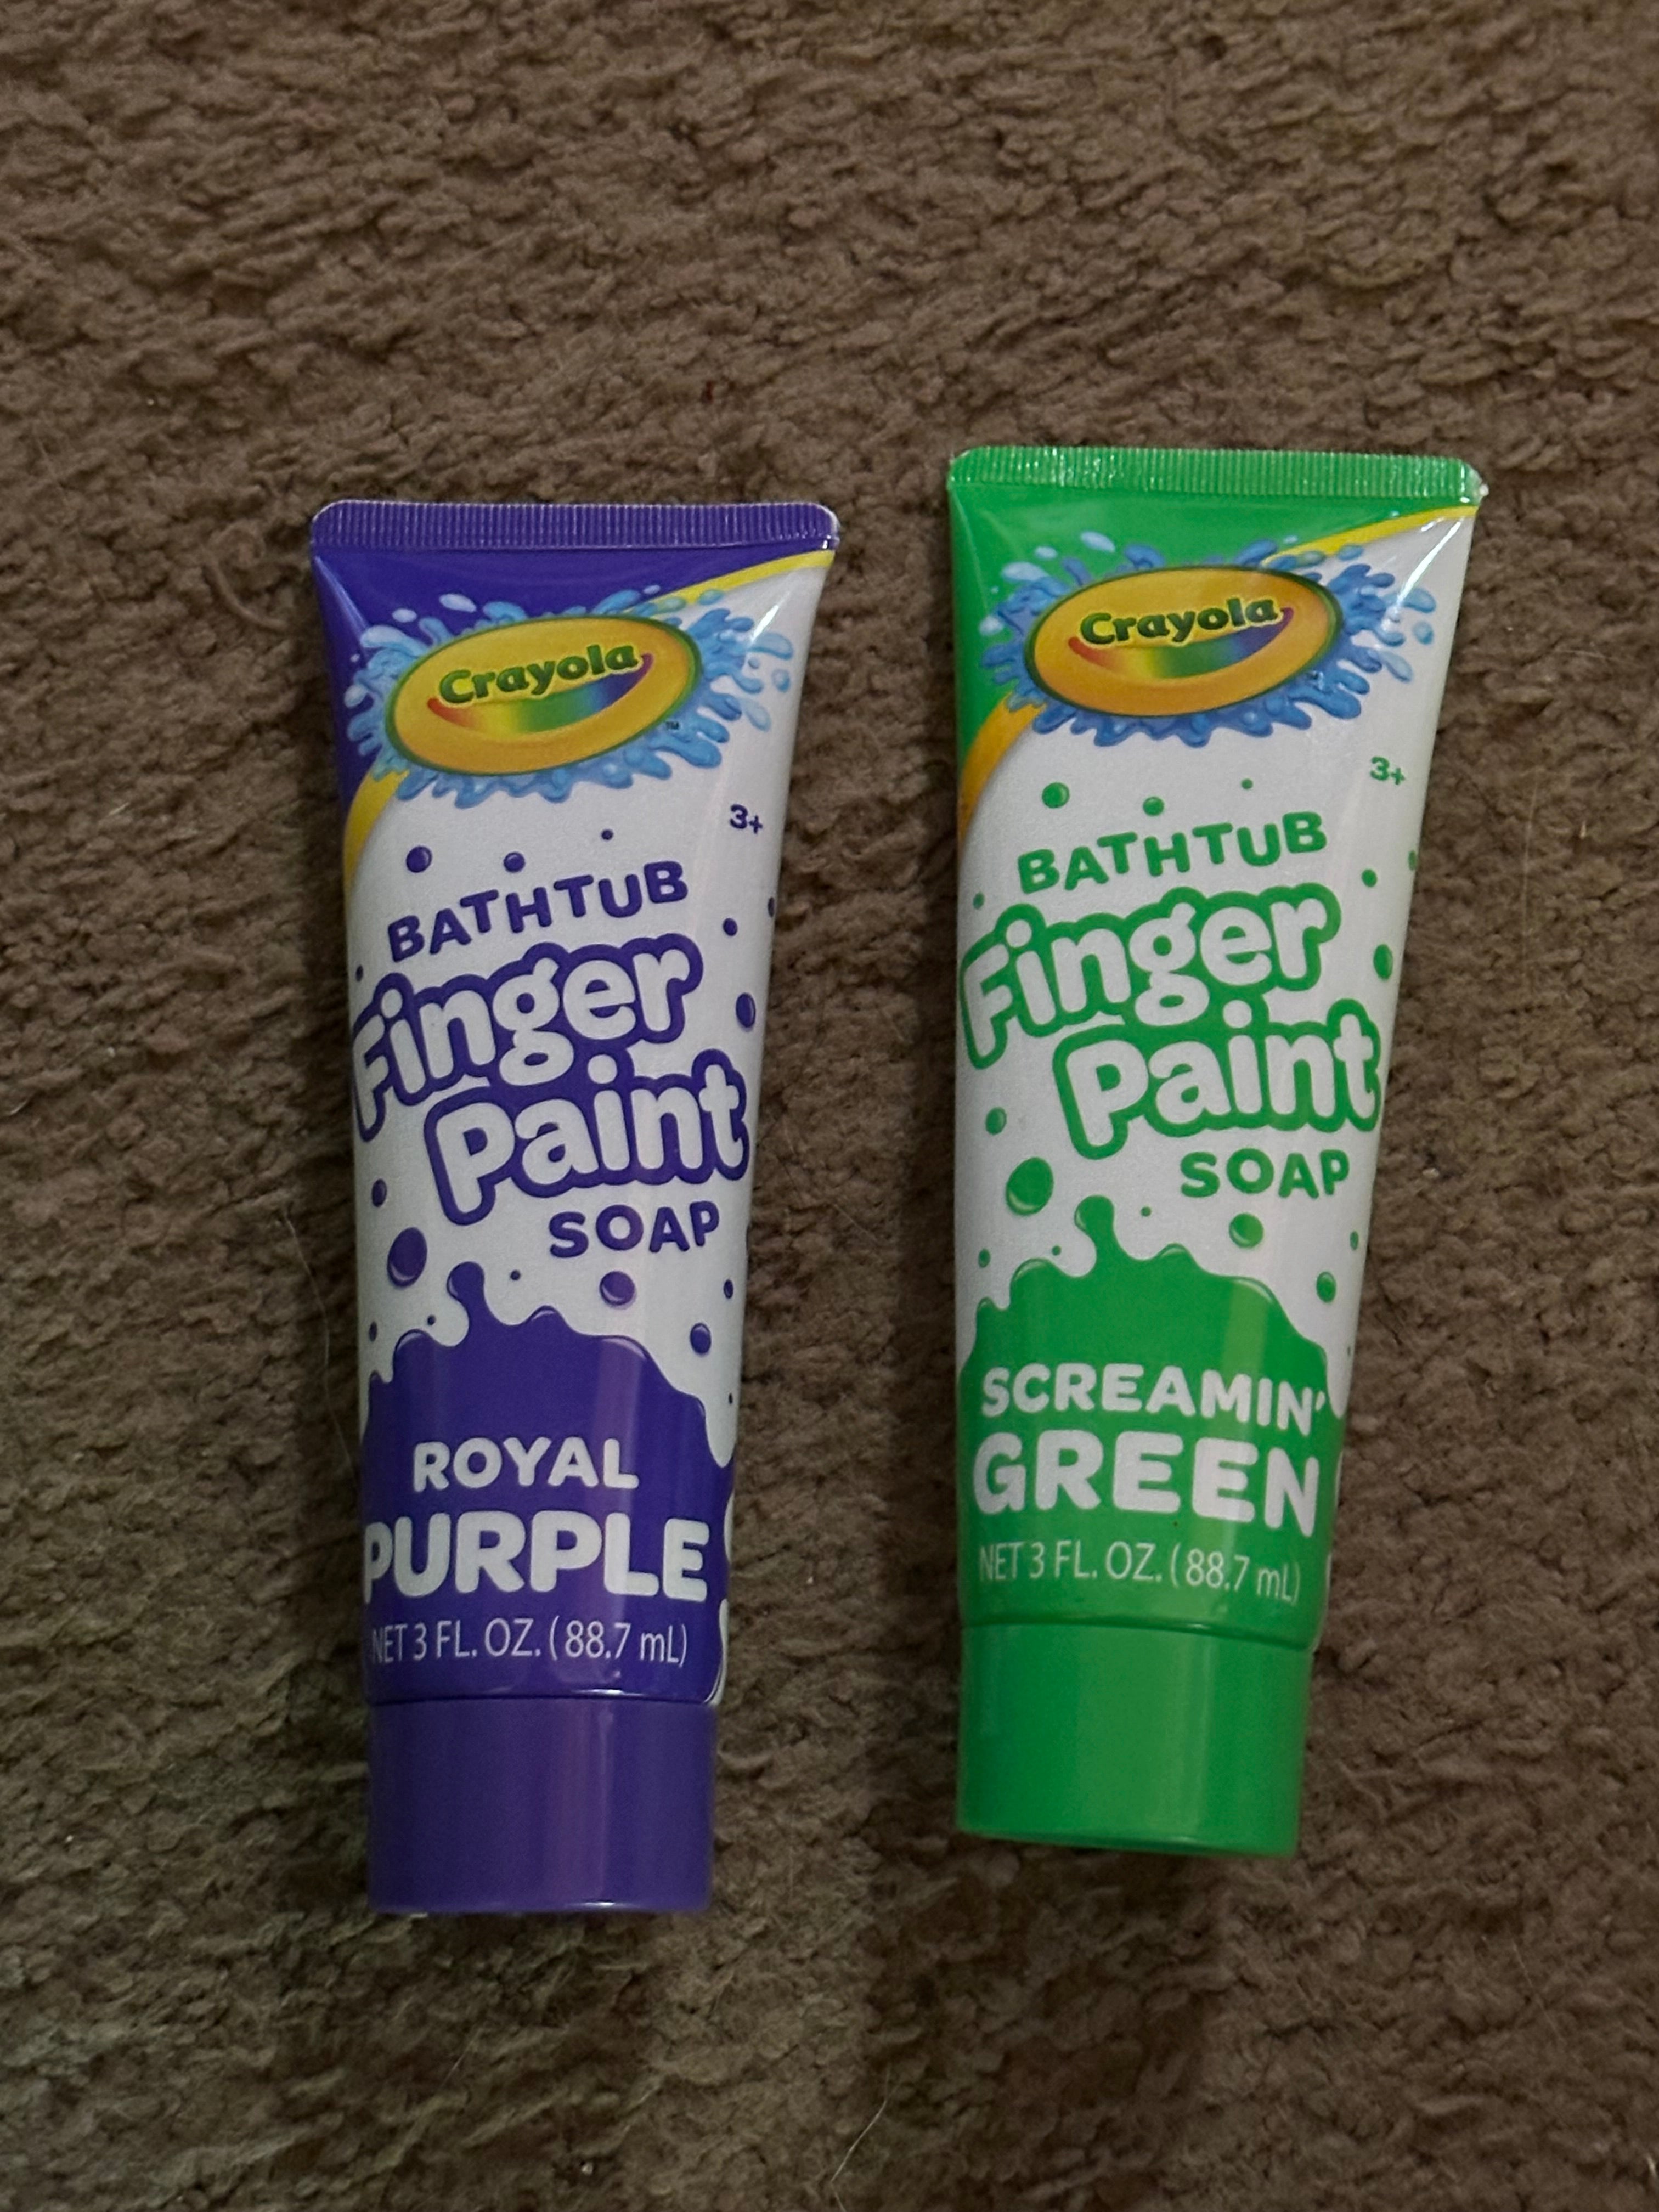 Crayola
TM
3+
BATHTUB
Finger
Paint
SOAP
ROYAL
PURPLE
NET 3 FL. OZ. (88.7 mL)
Crayola
3+
BATHTUB
Finger
Paint
SOAP
SCREAMIN'
GREEN
NET 3 FL. OZ. (88.7 mL)